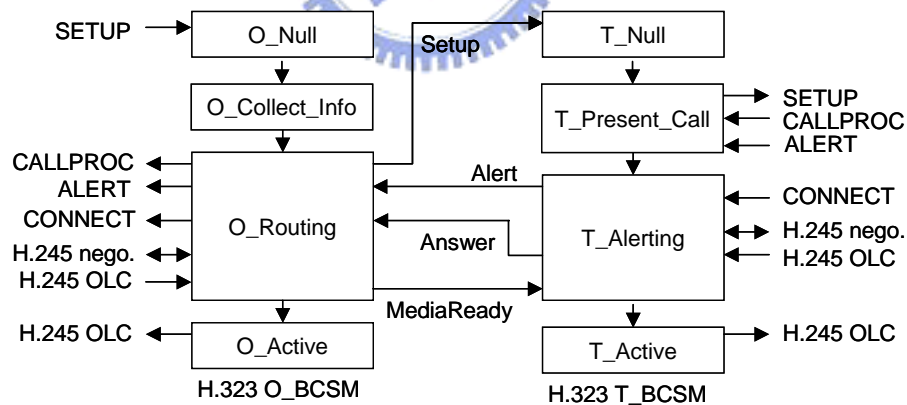 SETUP
O_Null
Setup
T_Null
O_Collect_Info
T_Present_Call
SETUP
CALLPROC
ALERT
CALLPROC
ALERT
CONNECT
H.245 nego.
H.245 OLC
O_Routing
Alert
Answer
MediaReady
T_Alerting
CONNECT
H.245 nego.
H.245 OLC
H.245 OLC
O_Active
T_Active
H.245 OLC
H.323 O_BCSM
H.323 T_BCSM